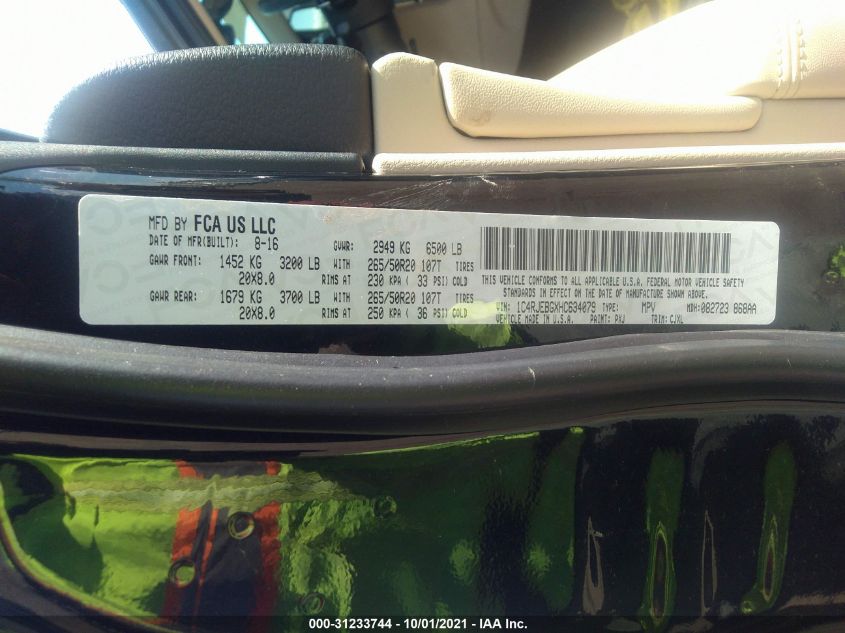 MFD BY FCA US LLC
DATE OF MFR(BUILT): 8-16 GVWR: 2949 KG 6500 LB
GAWR FRONT: 1452 KG 3200 LB WITH 265/50R20 107T TIRES
20X8.0 RIMS AT 230 KPA ( 33 PSI) COLD
GAWR REAR: 1679 KG 3700 LB WITH 265/50R20 107T TIRES
20X8.0 RIMS AT 250 KPA ( 36 PSI) COLD
THIS VEHICLE CONFORMS TO ALL APPLICABLE U.S.A. FEDERAL MOTOR VEHICLE SAFETY
STANDARDS IN EFFECT ON THE DATE OF MANUFACTURE SHOWN ABOVE.
VIN: 1C4RJEBGXHC634079 TYPE: MPV MDH:082723 868AA
VEHICLE MADE IN U.S.A. PAINT: PXJ TRIM: CJXL
000-31233744 - 10/01/2021 - IAA Inc.